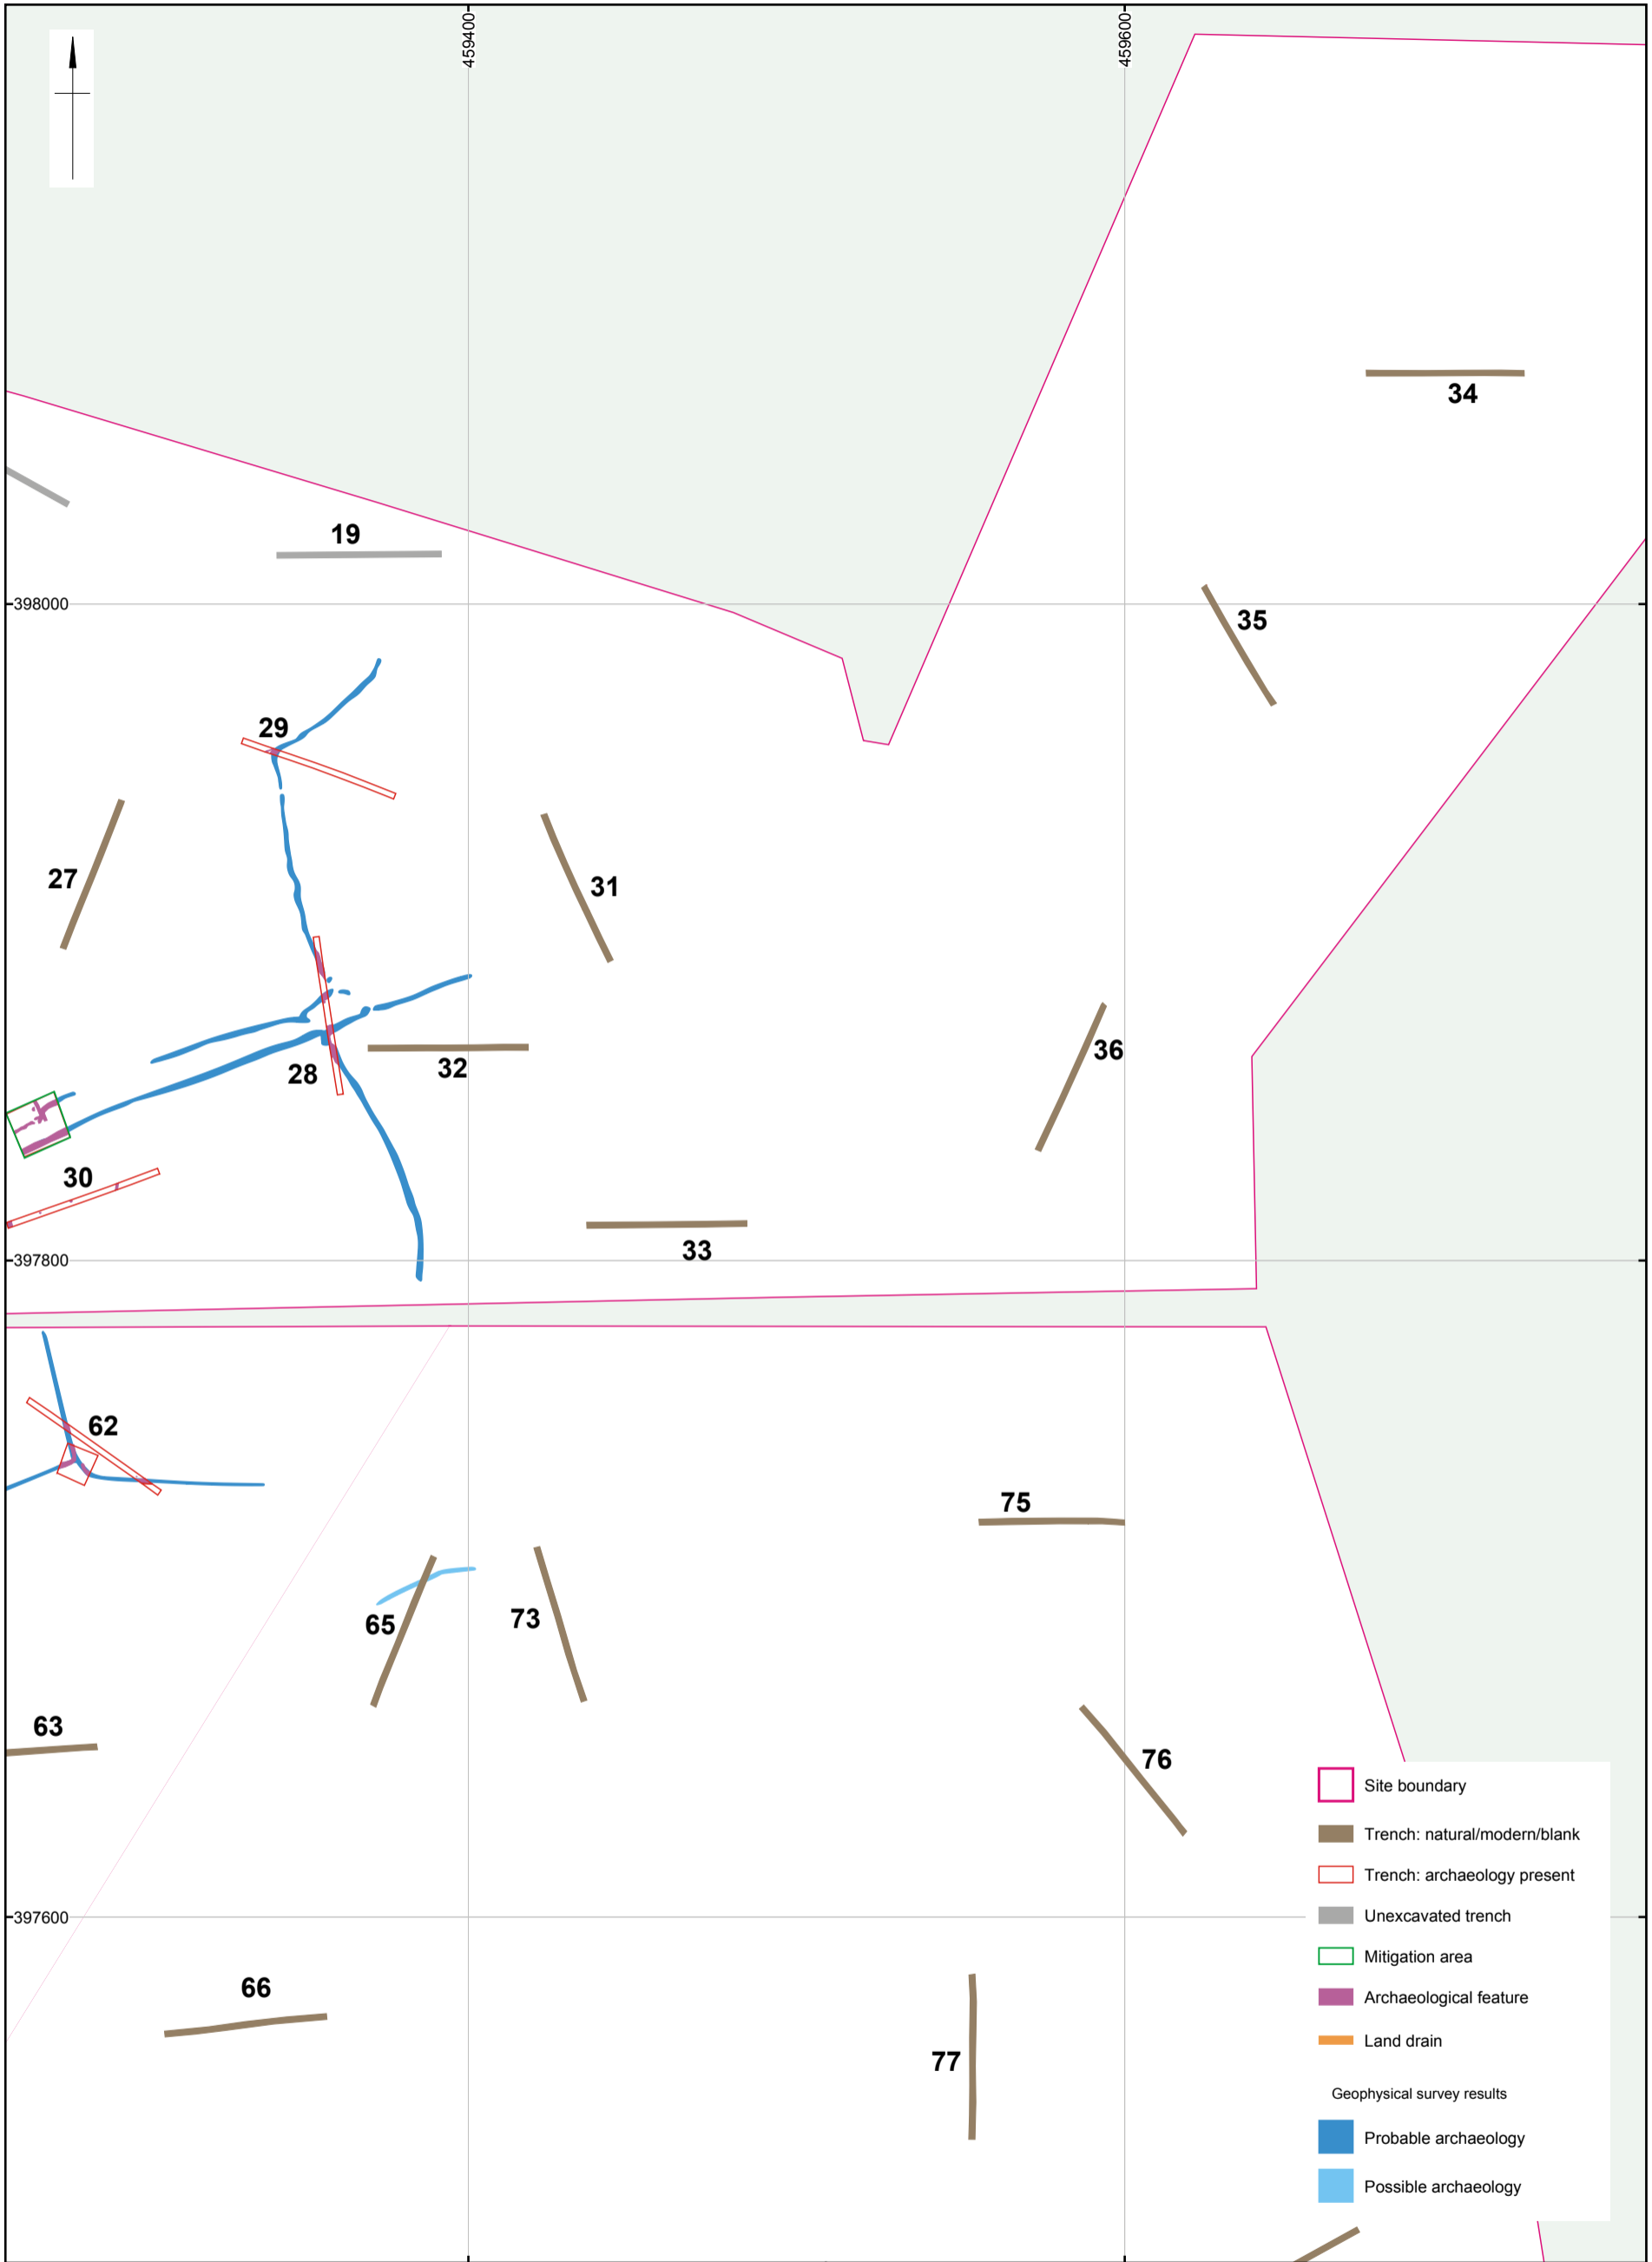 459400
459600
34
19
398000
35
29
27
31
36
32
28
30
33
397800
62
75
65
73
63
76
Site boundary
Trench: natural/modern/blank
Trench: archaeology present
397600
Unexcavated trench
Mitigation area
66
Archaeological feature
Land drain
77
Geophysical survey results
Probable archaeology
Possible archaeology